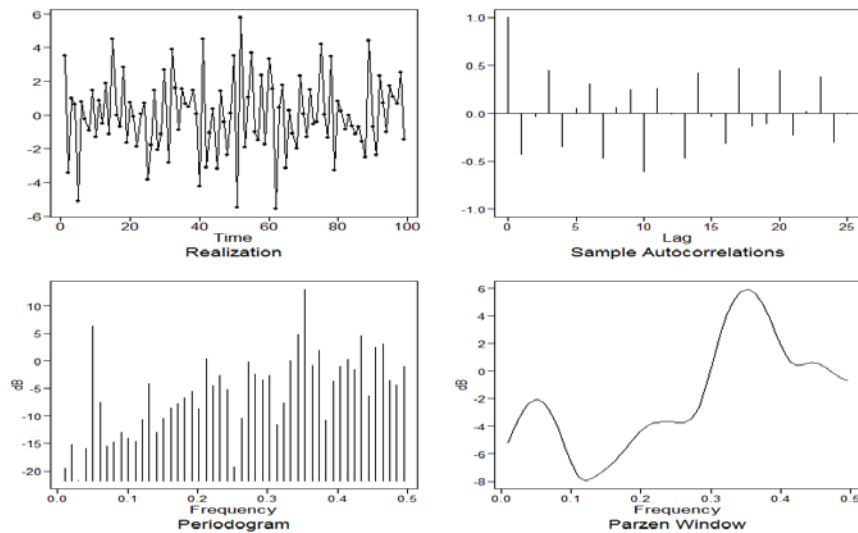 6
4
2
0
-2
-4
-6
0 20 40 60 80 100
Time
Realization
1.0
0.5
0.0
-0.5
-1.0
0 5 10 15 20 25
Lag
Sample Autocorrelations
10
5
0
-5
-10
-15
-20
dB
0.0 0.1 0.2 0.3 0.4 0.5
Frequency
Periodogram
6
4
2
0
-2
-4
-6
-8
dB
0.0 0.1 0.2 0.3 0.4 0.5
Frequency
Parzen Window